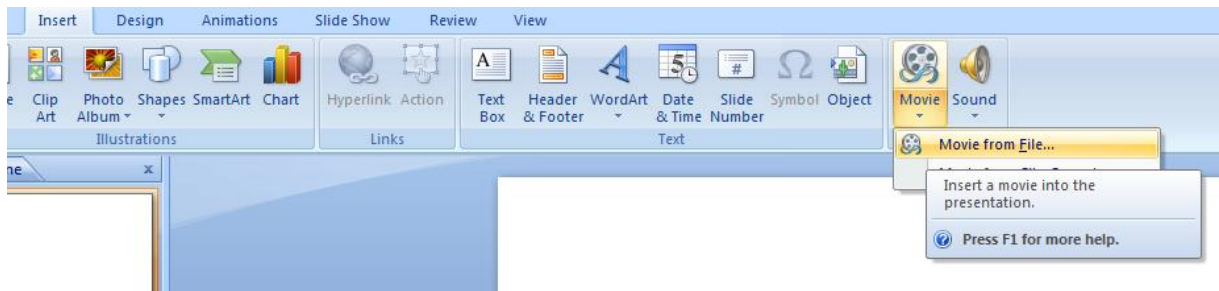 Insert Design Animations Slide Show Review View
Clip Art
Photo Album
Shapes
SmartArt
Chart
Hyperlink
Action
Text Box
Header & Footer
WordArt
Date & Time
Slide Number
Symbol
Object
Movie
Sound
Illustrations Links Text
Movie from File...
x
Insert a movie into the
presentation.
Press F1 for more help.